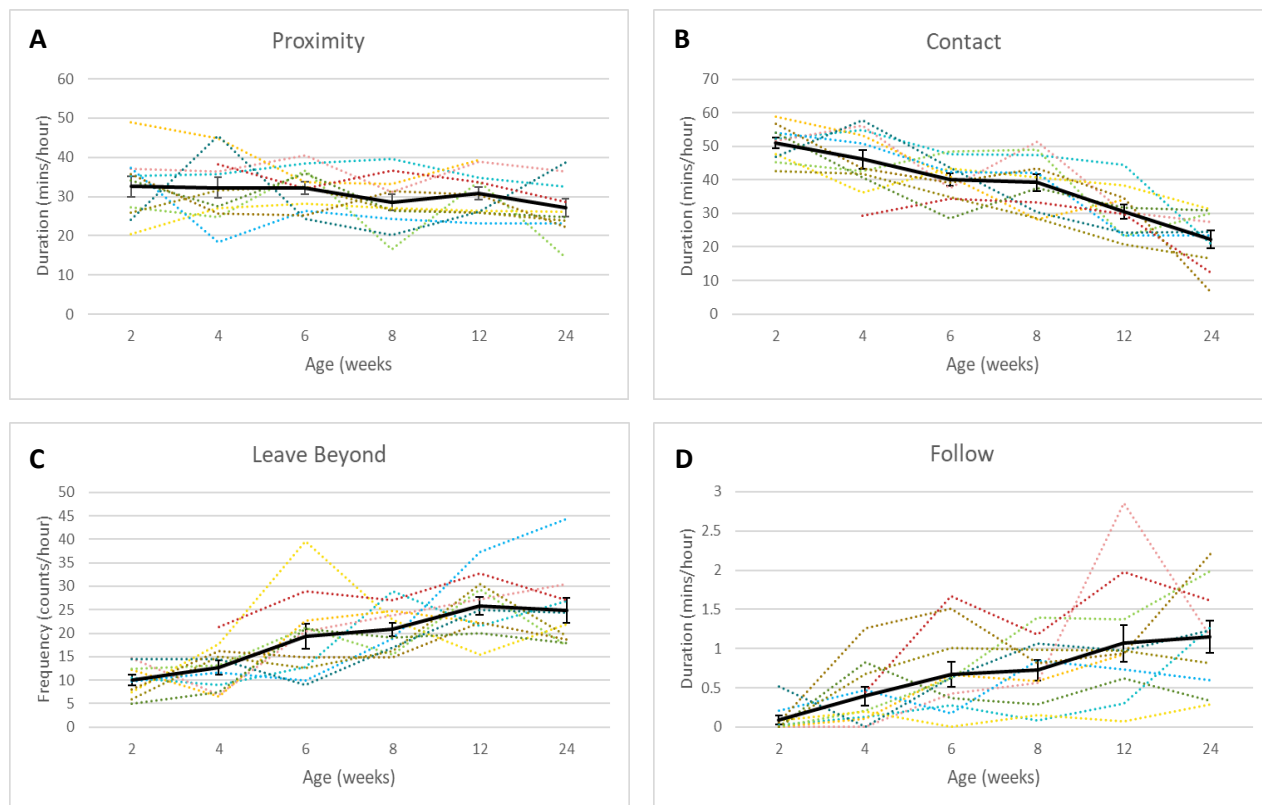 A
Proximity
Duration (mins/hour)
60
50
40
30
20
10
0
2 4 6 8 12 24
Age (weeks
B
Contact
Duration (mins/hour)
70
60
50
40
30
20
10
0
2 4 6 8 12 24
Age (weeks)
C
Leave Beyond
Frequency (counts/hour)
50
45
40
35
30
25
20
15
10
5
0
2 4 6 8 12 24
Age (weeks)
D
Follow
Duration (mins/hour)
3
2.5
2
1.5
1
0.5
0
2 4 6 8 12 24
Age (weeks)